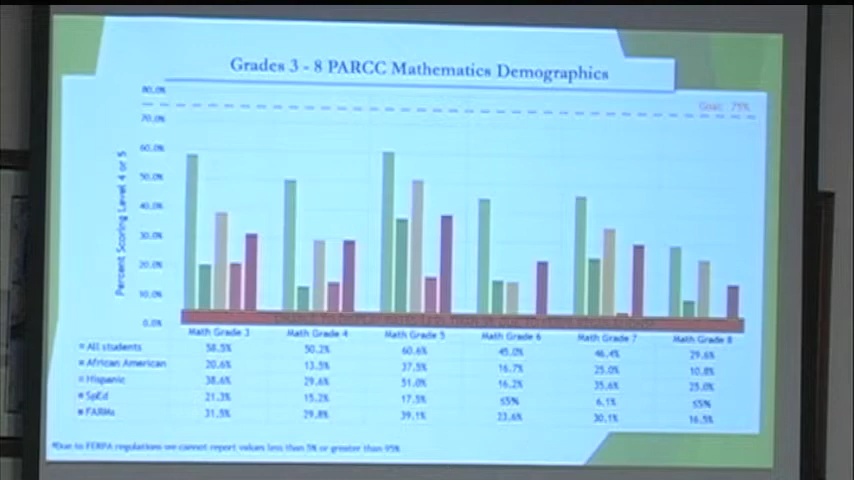 Grades 3 - 8 PARCC Mathematics Demographics
80.0%
Goal: 75%
70.0%
60.0%
50.0%
40.0%
30.0%
20.0%
10.0%
0.0%
Percent Scoring Level 4 or 5
Math Grade 3 Math Grade 4 Math Grade 5 Math Grade 6 Math Grade 7 Math Grade 8
All students 58.5% 50.2% 60.6% 45.0% 46.4% 29.6%
African American 20.6% 13.5% 37.5% 16.7% 25.0% 10.8%
Hispanic 38.6% 29.6% 51.0% 16.2% 35.6% 25.0%
SpEd 21.3% 15.2% 17.5% ≤5% 6.1% ≤5%
FARMs 31.5% 29.8% 39.1% 23.6% 30.1% 16.5%
*Due to FERPA regulations we cannot report values less than 5% or greater than 95%